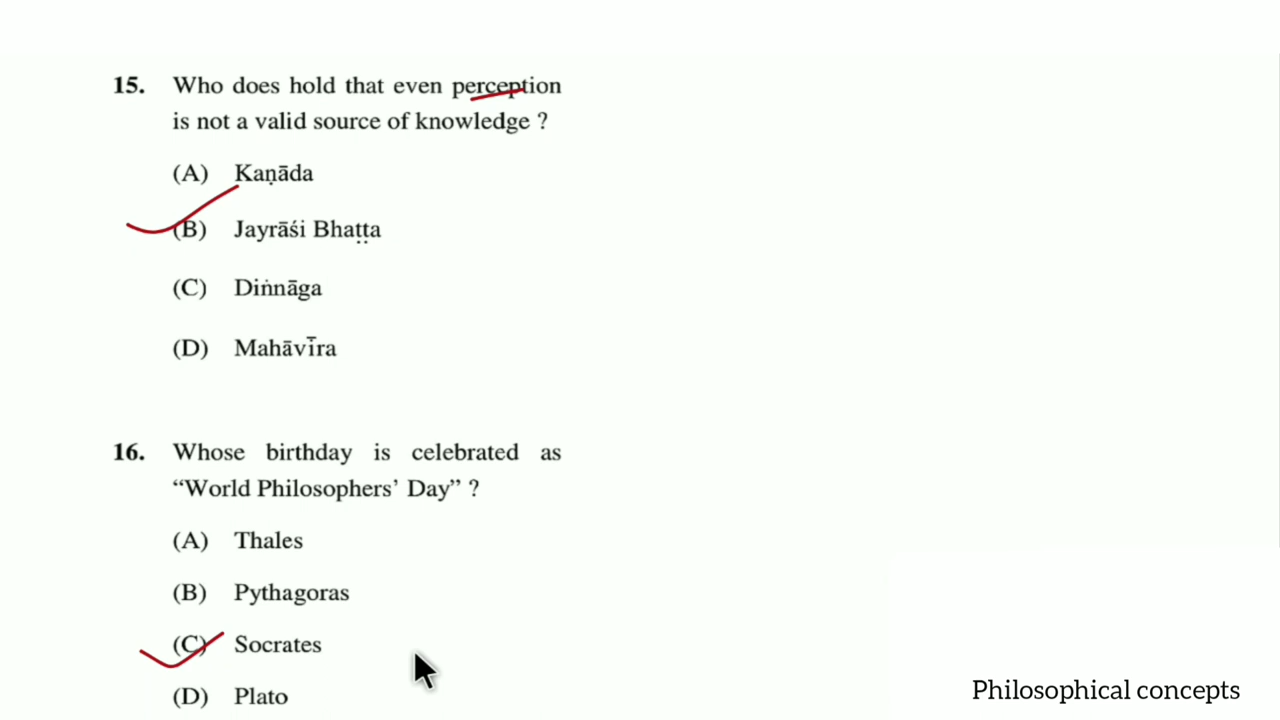 15. Who does hold that even perception
is not a valid source of knowledge ?
(A) Kaṇāda
(B) Jayrāśi Bhaṭṭa
(C) Diṅnāga
(D) Mahāvīra
16. Whose birthday is celebrated as
“World Philosophers’ Day” ?
(A) Thales
(B) Pythagoras
(C) Socrates
(D) Plato
Philosophical concepts